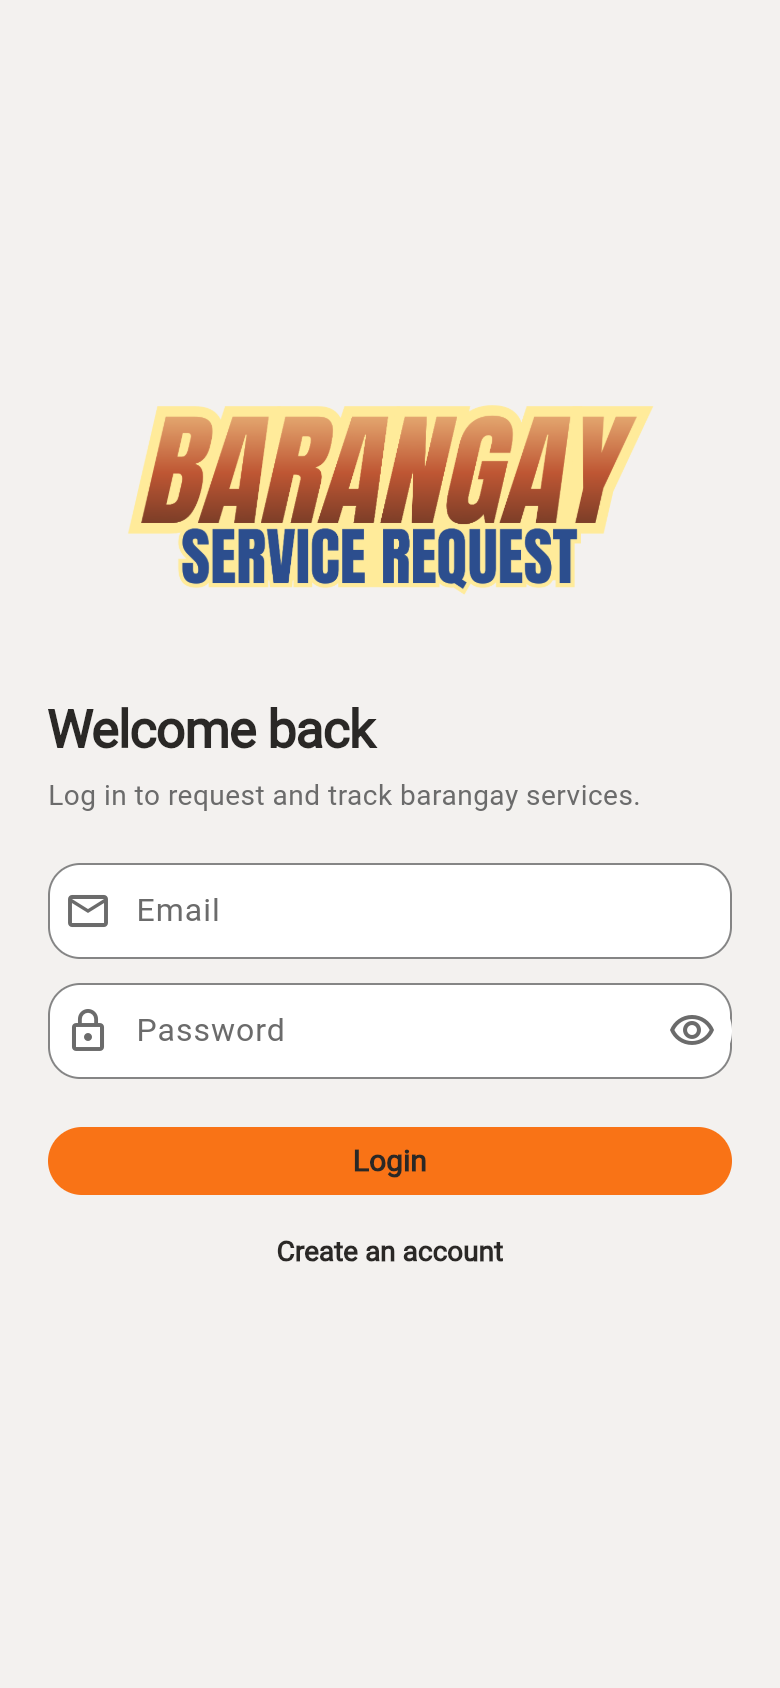 BARANGAY
SERVICE REQUEST
Welcome back
Log in to request and track barangay services.
Email
Password
Login
Create an account